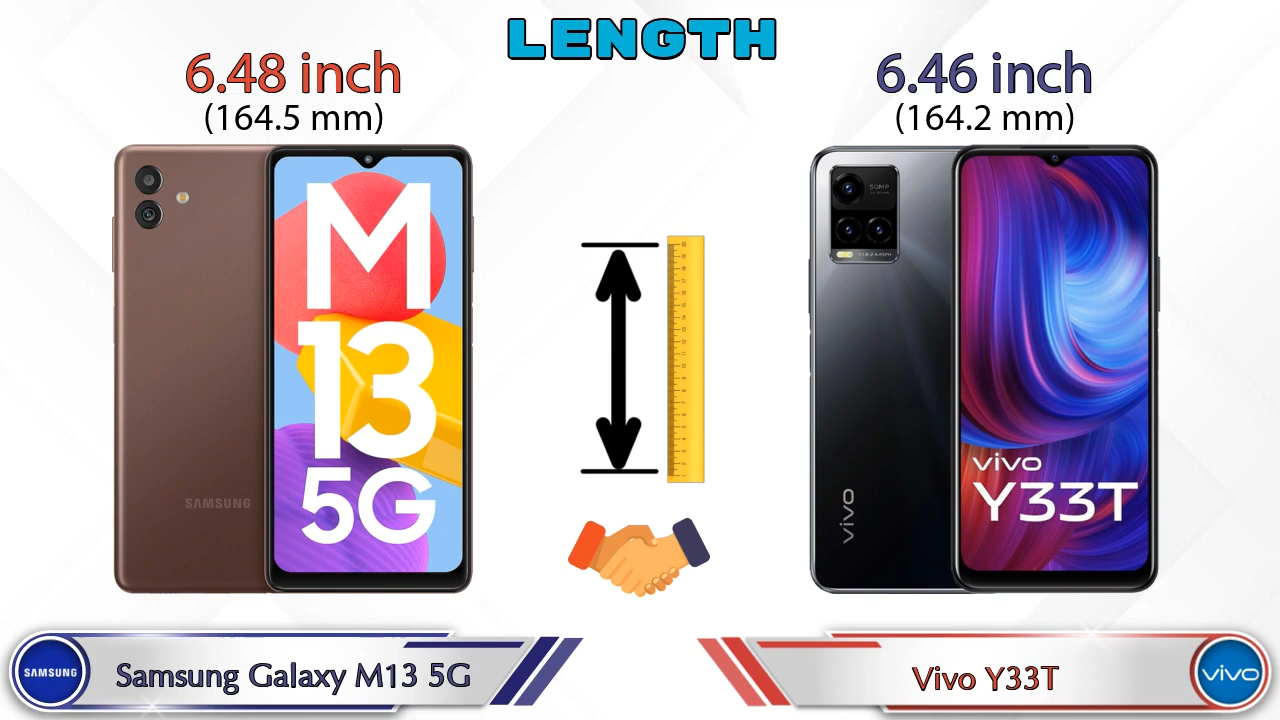 LENGTH
6.48 inch
(164.5 mm)
6.46 inch
(164.2 mm)
M
13
5G
SAMSUNG
50MP
vivo
vivo
Y33T
SAMSUNG
Samsung Galaxy M13 5G
Vivo Y33T
vivo